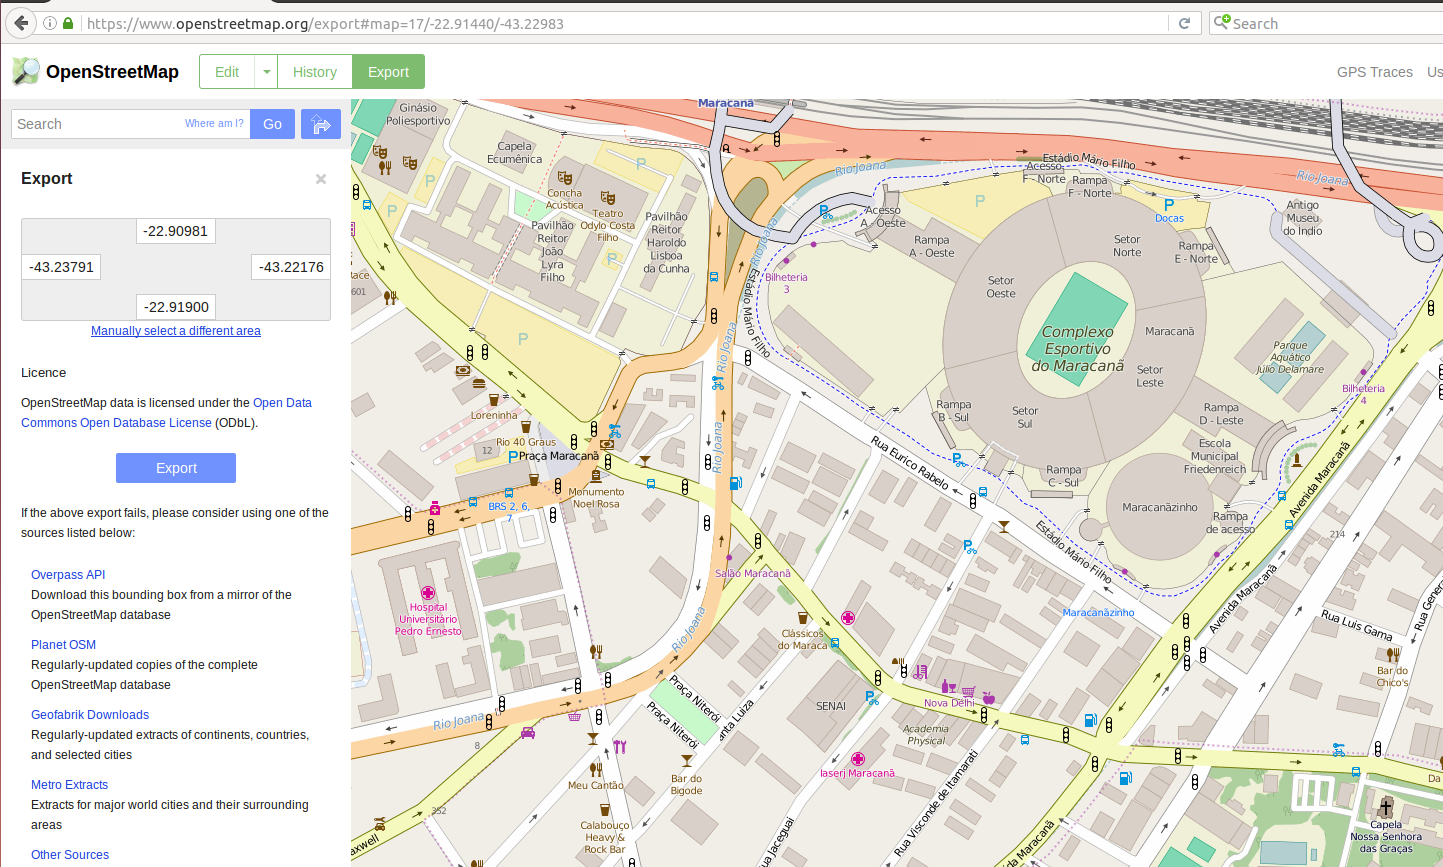 https://www.openstreetmap.org/export#map=17/-22.91440/-43.22983
Search
OpenStreetMap
Edit
History
Export
GPS Traces
Us
Search
Where am I?
Go
Export
×
-22.90981
-43.23791
-43.22176
-22.91900
Manually select a different area
Licence
OpenStreetMap data is licensed under the Open Data
Commons Open Database License (ODbL).
Export
If the above export fails, please consider using one of the
sources listed below:
Overpass API
Download this bounding box from a mirror of the
OpenStreetMap database
Planet OSM
Regularly-updated copies of the complete
OpenStreetMap database
Geofabrik Downloads
Regularly-updated extracts of continents, countries,
and selected cities
Metro Extracts
Extracts for major world cities and their surrounding
areas
Other Sources
Maracanã
Ginásio
Poliesportivo
Capela
Ecumênica
Concha
Acústica
Teatro
Odylo Costa
Filho
Pavilhão
Reitor
João
Lyra
Filho
Pavilhão
Reitor
Haroldo
Lisboa
da Cunha
Rio Joana
Rio Joana
Estádio Mário Filho
Rio Joana
Acesso
F - Norte
Rampa
F - Norte
Docas
Antigo
Museu
do Índio
Acesso
A - Oeste
Rampa
A - Oeste
Setor
Norte
Rampa
E - Norte
Bilheteria
3
Estádio Mário Filho
Setor
Oeste
Complexo
Esportivo
do Maracanã
Maracanã
Parque
Aquático
Júlio Delamare
Setor
Leste
Bilheteria
4
Rampa
B - Sul
Setor
Sul
Rampa
D - Leste
Escola
Municipal
Friedenreich
Rampa
C - Sul
Maracanãzinho
Rampa
de acesso
Rua Eurico Rabelo
Estádio Mário Filho
Avenida Maracanã
Avenida Maracanã
214
Race
601
Loreninha
Rio 40 Graus
12
Praça Maracanã
Monumento
Noel Rosa
BRS 2, 6,
7
Rio Joana
Rio Joana
Salão Maracanã
Hospital
Universitário
Pedro Ernesto
Rio Joana
Maracanãzinho
Clássicos
do Maraca
Rua Luis Gama
Rua Gener
Bar do
Chico's
Rio Joana
8
Praça Niterói
Praça Niterói
anta Luiza
SENAI
Nova Delhi
Academia
Physical
Iaserj Maracanã
Meu Cantão
Bar do
Bigode
352
axwell
Calabouço
Heavy &
Rock Bar
Rua Jaceguai
Rua Visconde de Itamarati
da Maracanã
Da
Capela
Nossa Senhora
das Graças